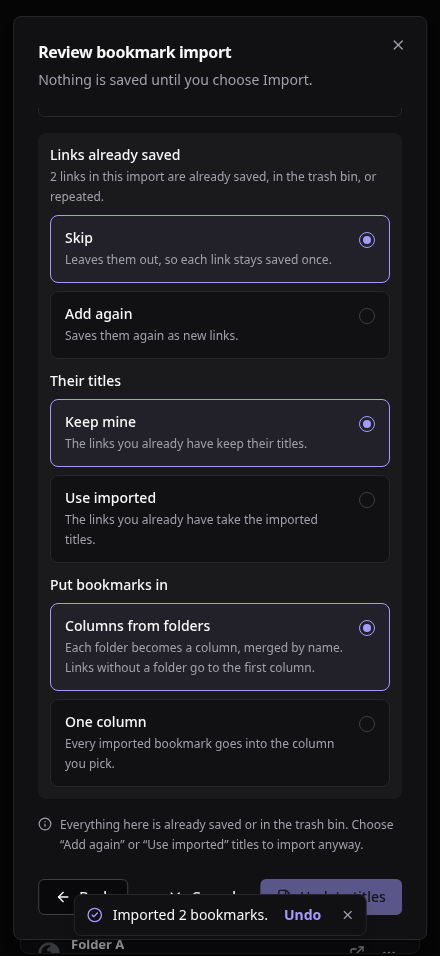 Review bookmark import
Nothing is saved until you choose Import.
Links already saved
2 links in this import are already saved, in the trash bin, or
repeated.
Skip
Leaves them out, so each link stays saved once.
Add again
Saves them again as new links.
Their titles
Keep mine
The links you already have keep their titles.
Use imported
The links you already have take the imported
titles.
Put bookmarks in
Columns from folders
Each folder becomes a column, merged by name.
Links without a folder go to the first column.
One column
Every imported bookmark goes into the column
you pick.
Everything here is already saved or in the trash bin. Choose
“Add again” or “Use imported” titles to import anyway.
titles
Imported 2 bookmarks. Undo
Folder A